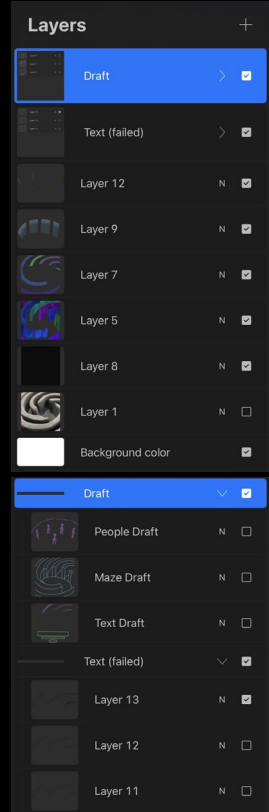 Layers
Draft
Text (failed)
Layer 12 N
Layer 9 N
Layer 7 N
Layer 5 N
Layer 8 N
Layer 1 N
Background color
Draft
People Draft N
Maze Draft N
Text Draft N
Text (failed)
Layer 13 N
Layer 12 N
Layer 11 N